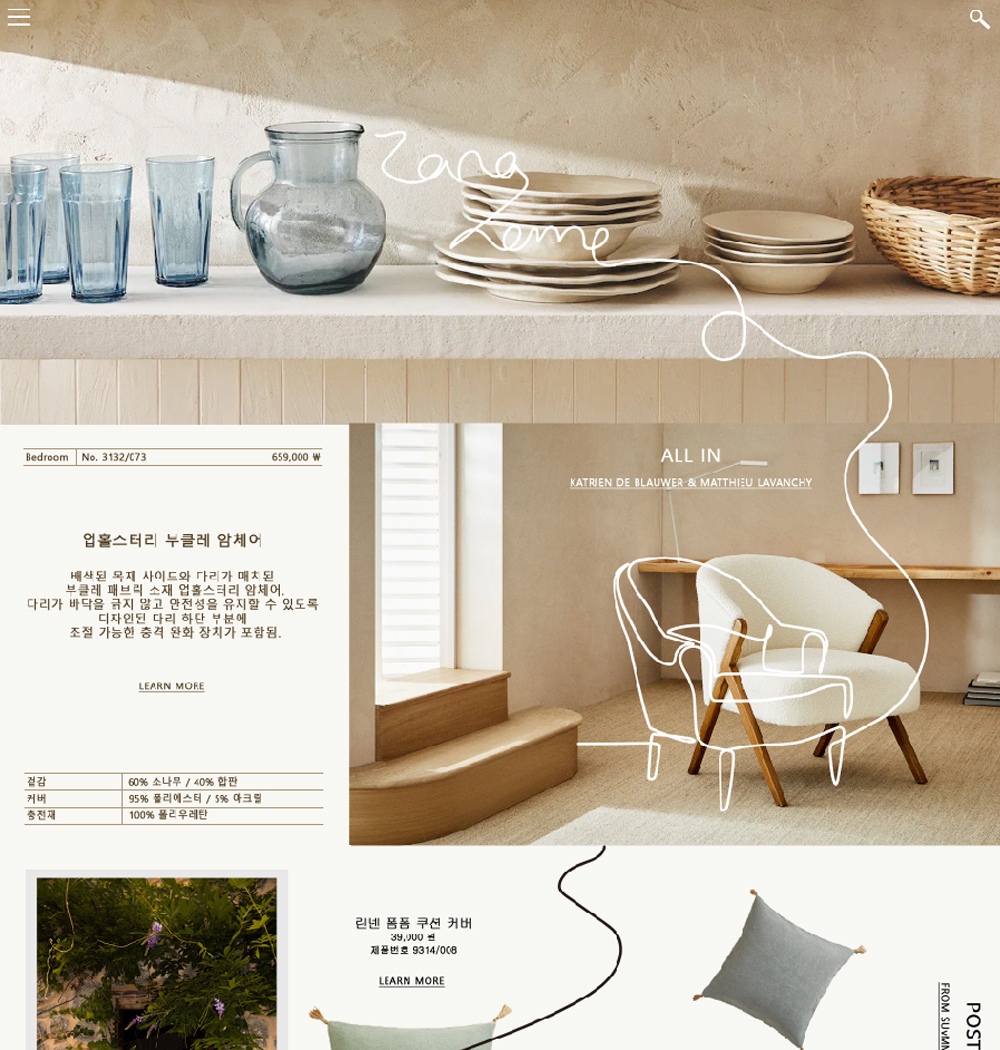 Zara
Home
Bedroom No. 3132/073 659,000 ₩
ALL IN
KATRIEN DE BLAUWER & MATTHIEU LAVANCHY
업홀스터리 부클레 암체어
배색된 목재 사이드와 다리가 매치된
부클레 패브릭 소재 업홀스터리 암체어.
다리가 바닥을 긁지 않고 안전성을 유지할 수 있도록
디자인된 다리 하단 부분에
조절 가능한 충격 완화 장치가 포함됨.
LEARN MORE
겉감 60% 소나무 / 40% 합판
커버 95% 폴리에스터 / 5% 아크릴
충전재 100% 폴리우레탄
린넨 폼폼 쿠션 커버
39,000 원
제품번호 9314/008
LEARN MORE
POST
FROM